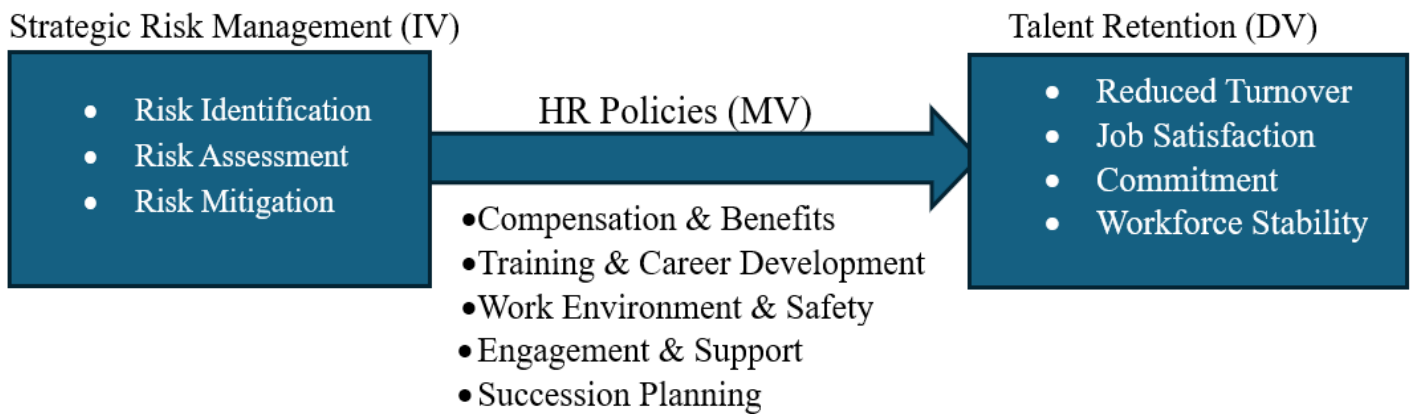 Strategic Risk Management (IV)
• Risk Identification
• Risk Assessment
• Risk Mitigation
HR Policies (MV)
•Compensation & Benefits
•Training & Career Development
•Work Environment & Safety
•Engagement & Support
•Succession Planning
Talent Retention (DV)
• Reduced Turnover
• Job Satisfaction
• Commitment
• Workforce Stability